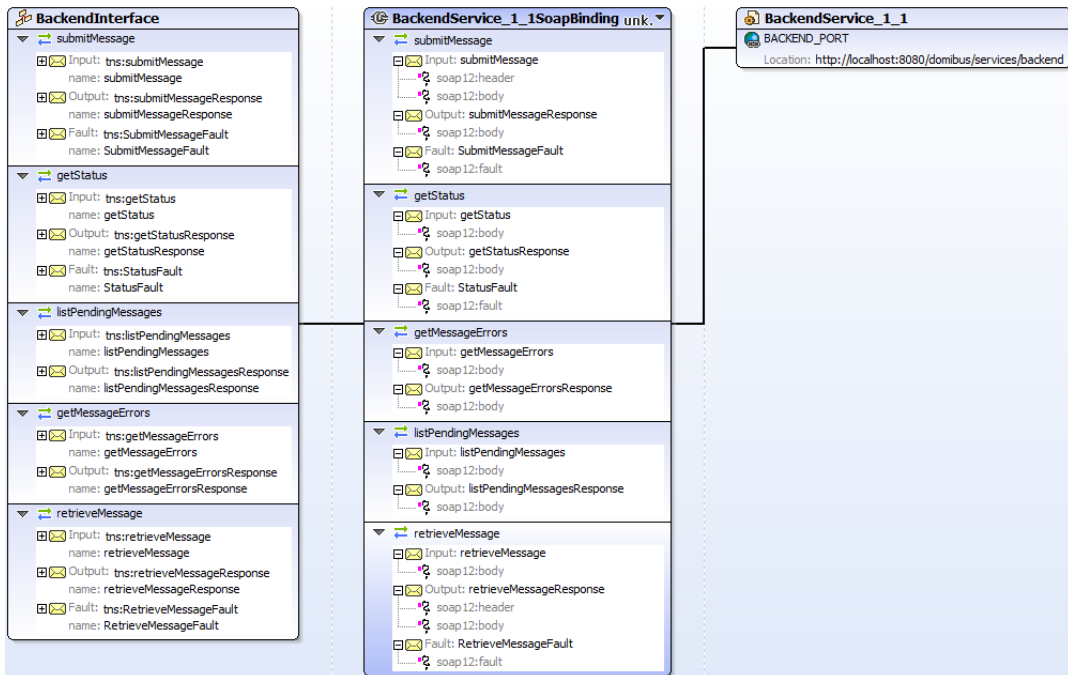 BackendInterface
submitMessage
Input: tns:submitMessage
name: submitMessage
Output: tns:submitMessageResponse
name: submitMessageResponse
Fault: tns:SubmitMessageFault
name: SubmitMessageFault
getStatus
Input: tns:getStatus
name: getStatus
Output: tns:getStatusResponse
name: getStatusResponse
Fault: tns:StatusFault
name: StatusFault
listPendingMessages
Input: tns:listPendingMessages
name: listPendingMessages
Output: tns:listPendingMessagesResponse
name: listPendingMessagesResponse
getMessageErrors
Input: tns:getMessageErrors
name: getMessageErrors
Output: tns:getMessageErrorsResponse
name: getMessageErrorsResponse
retrieveMessage
Input: tns:retrieveMessage
name: retrieveMessage
Output: tns:retrieveMessageResponse
name: retrieveMessageResponse
Fault: tns:RetrieveMessageFault
name: RetrieveMessageFault
BackendService_1_1SoapBinding unk.
submitMessage
Input: submitMessage
soap12:header
soap12:body
Output: submitMessageResponse
soap12:body
Fault: SubmitMessageFault
soap12:fault
getStatus
Input: getStatus
soap12:body
Output: getStatusResponse
soap12:body
Fault: StatusFault
soap12:fault
getMessageErrors
Input: getMessageErrors
soap12:body
Output: getMessageErrorsResponse
soap12:body
listPendingMessages
Input: listPendingMessages
soap12:body
Output: listPendingMessagesResponse
soap12:body
retrieveMessage
Input: retrieveMessage
soap12:body
Output: retrieveMessageResponse
soap12:header
soap12:body
Fault: RetrieveMessageFault
soap12:fault
BackendService_1_1
BACKEND_PORT
Location: http://localhost:8080/domibus/services/backend